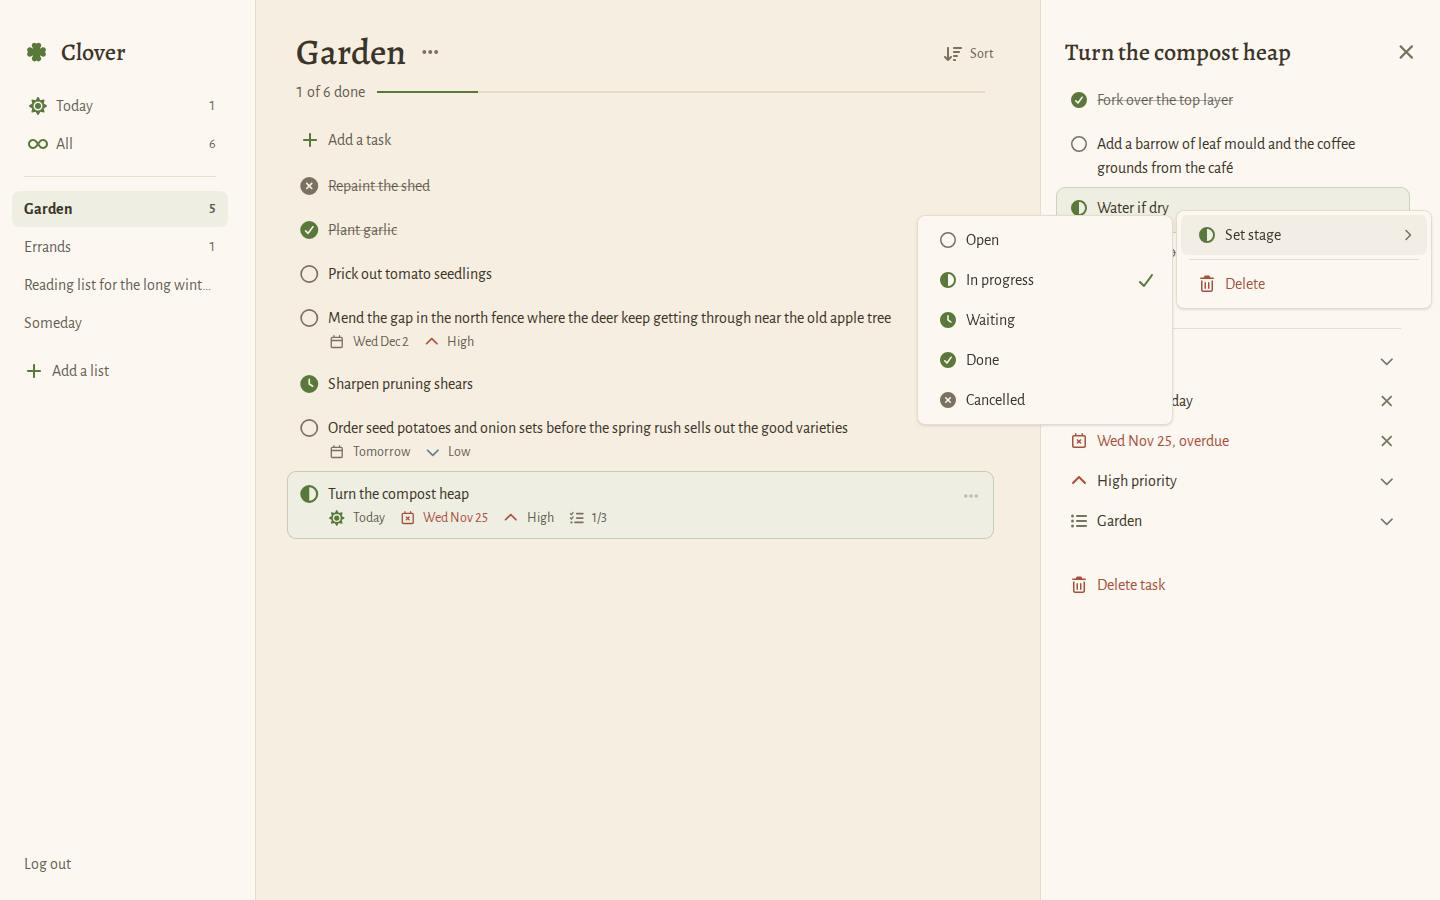 Clover
Today 1
All 6
Garden 5
Errands 1
Reading list for the long wint...
Someday
Add a list
Log out
Garden
Sort
1 of 6 done
Add a task
Repaint the shed
Plant garlic
Prick out tomato seedlings
Mend the gap in the north fence where the deer keep getting through near the old apple tree
Wed Dec 2 High
Sharpen pruning shears
Order seed potatoes and onion sets before the spring rush sells out the good varieties
Tomorrow Low
Turn the compost heap
Today Wed Nov 25 High 1/3
Turn the compost heap
Fork over the top layer
Add a barrow of leaf mould and the coffee
grounds from the café
Water if dry
Set stage
Delete
Open
In progress
Waiting
Done
Cancelled
Wed Nov 25, overdue
High priority
Garden
Delete task